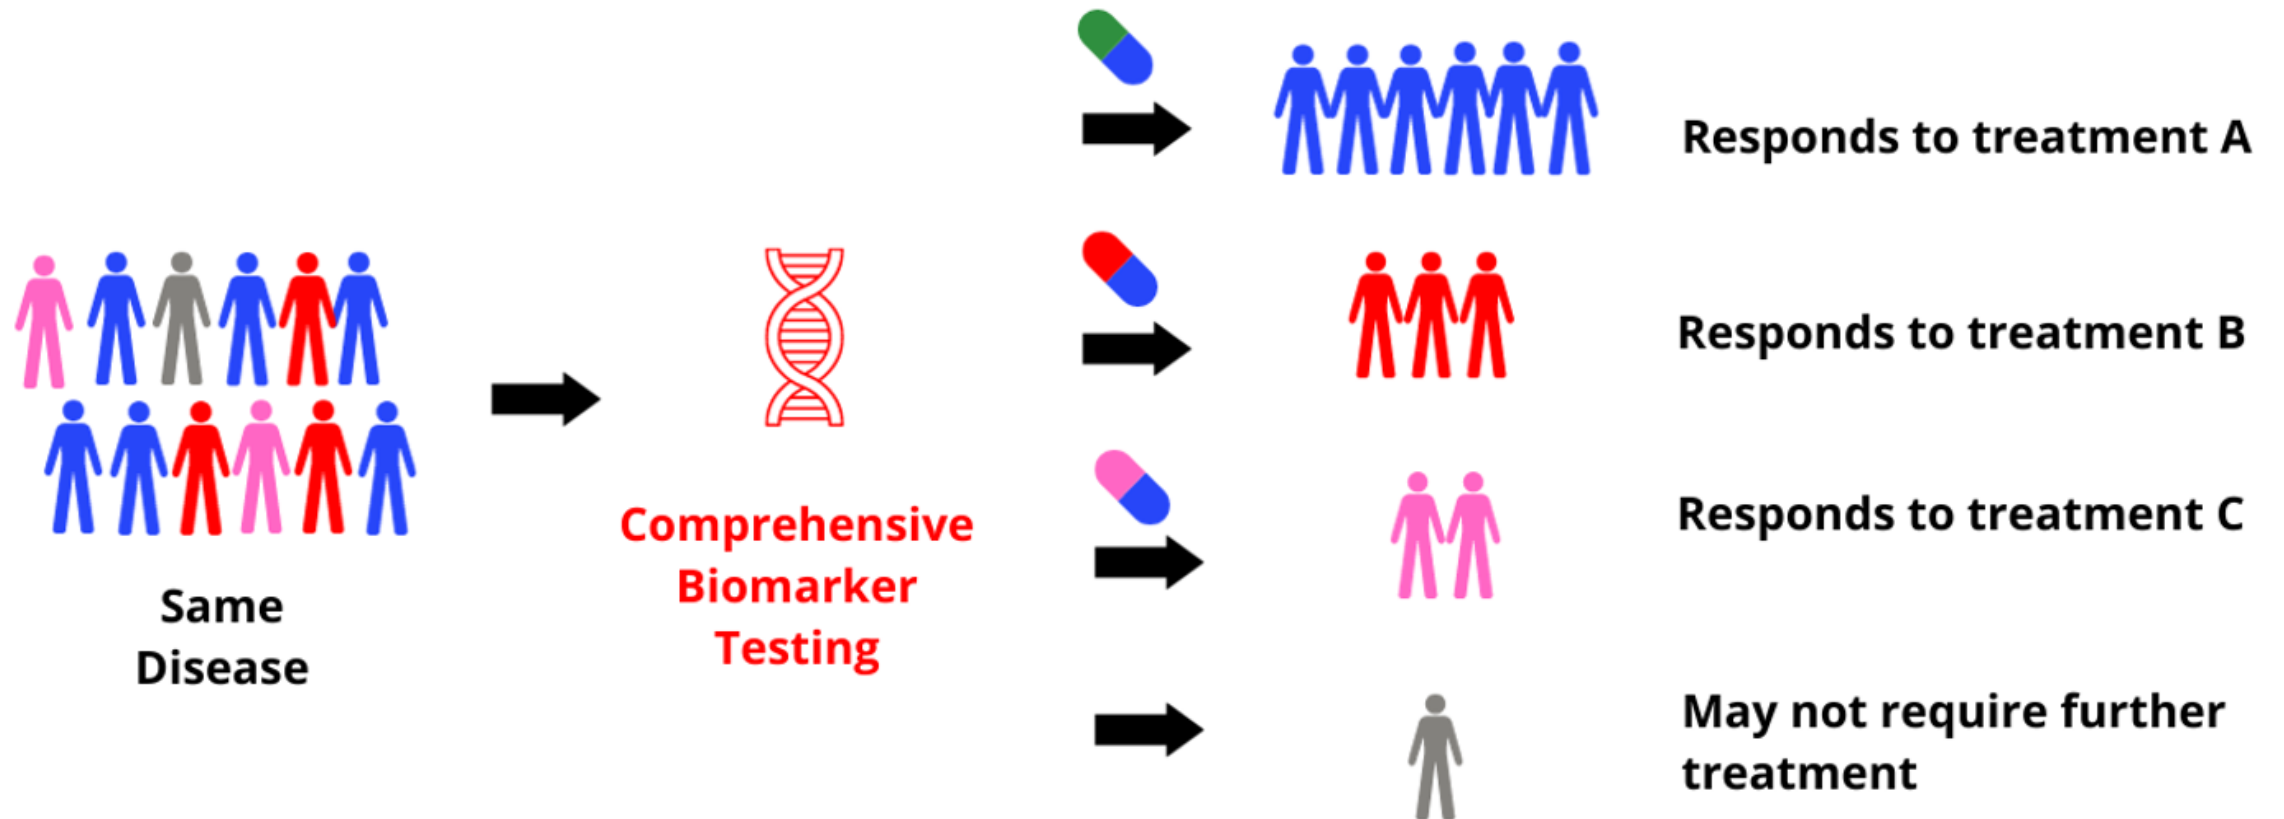 Same
Disease
Comprehensive
Biomarker
Testing
Responds to treatment A
Responds to treatment B
Responds to treatment C
May not require further
treatment